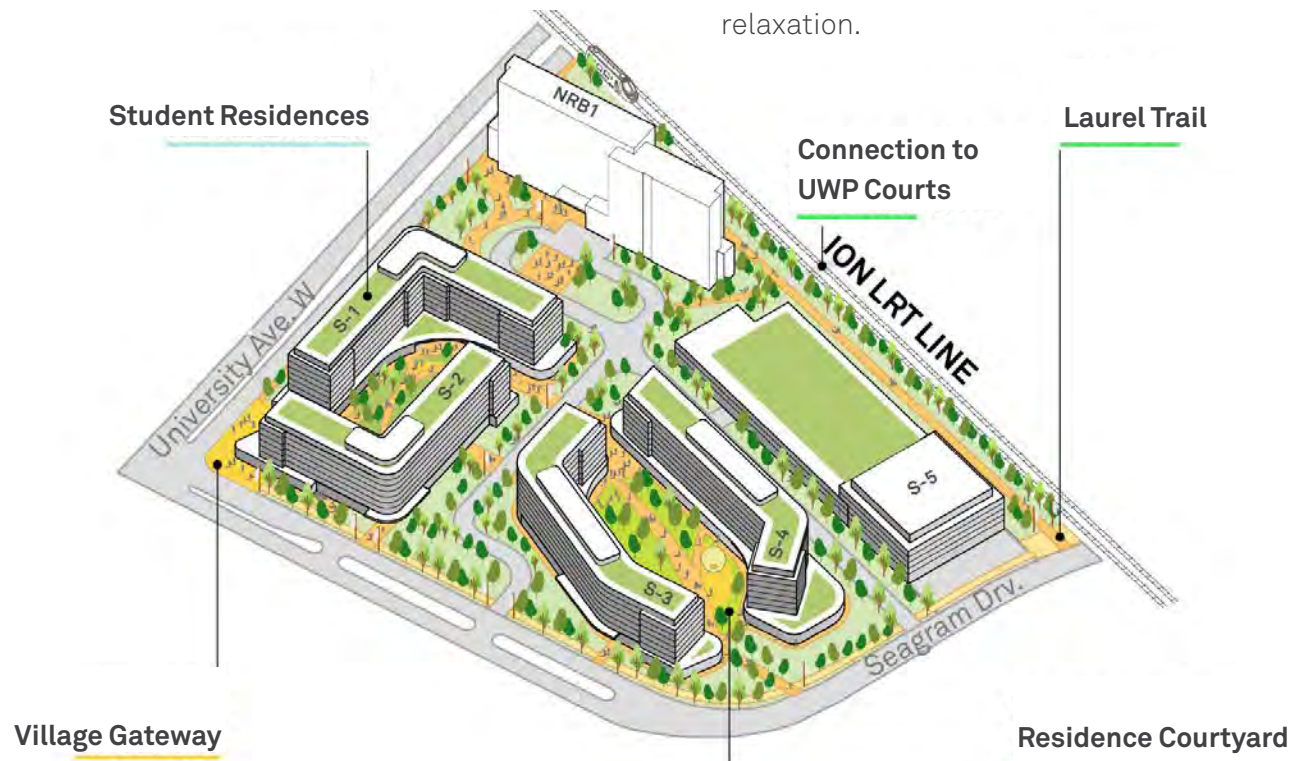 relaxation.
NRB1
Student Residences
Laurel Trail
Connection to
UWP Courts
ION LRT LINE
University Ave. W
S-1
S-2
S-5
S-4
S-3
Seagram Drv.
Village Gateway
Residence Courtyard